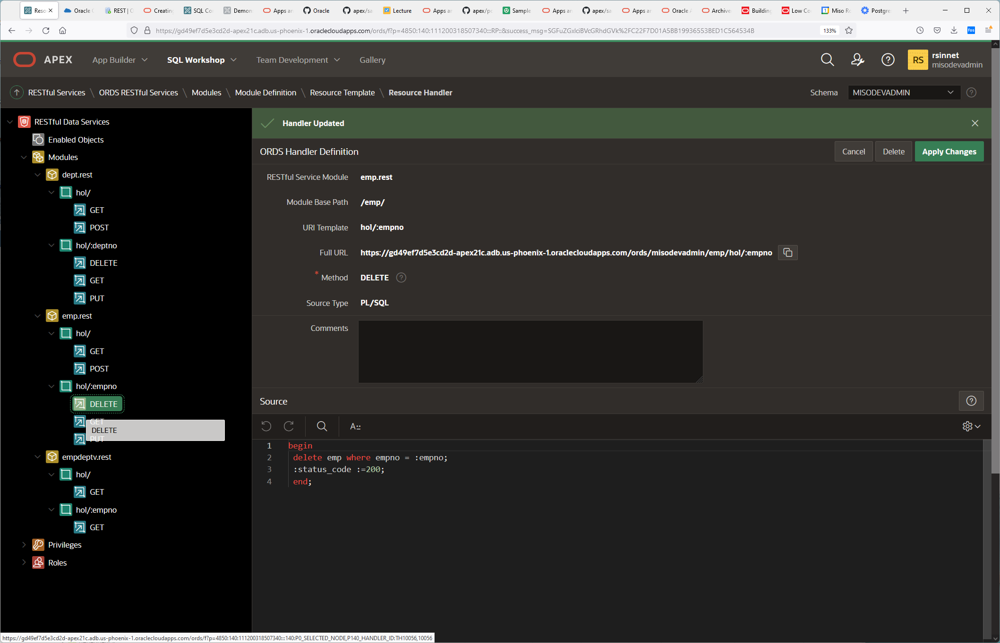 Reso
Oracle
REST | O
Creating
SQL Co
Demon
Apps an
Oracle
apex/sa
Lecture
Apps an
apex/po
Sample
Apps an
apex/sa
Apps an
Oracle A
Archive
Building
Low Co
Miso Ro
Postgre
https://gd49ef7d5e3cd2d-apex21c.adb.us-phoenix-1.oraclecloudapps.com/ords/f?p=4850:140:111200318507340:::RP::&success_msg=SGFuZGxlciBVcGRhdGVk%2FC22F7D01A5BB19936553BED1C564534B
133%
fos
APEX
App Builder
SQL Workshop
Team Development
Gallery
RS
rsinnet
misodevadmin
RESTful Services \ ORDS RESTful Services \ Modules \ Module Definition \ Resource Template \ Resource Handler
Schema
MISODEVADMIN
RESTful Data Services
Enabled Objects
Modules
dept.rest
hol/
GET
POST
hol/:deptno
DELETE
GET
PUT
emp.rest
hol/
GET
POST
hol/:empno
DELETE
GET
DELETE
PUT
empdeptv.rest
hol/
GET
hol/:empno
GET
Privileges
Roles
Handler Updated
ORDS Handler Definition
Cancel
Delete
Apply Changes
RESTful Service Module emp.rest
Module Base Path /emp/
URI Template hol/:empno
Full URL https://gd49ef7d5e3cd2d-apex21c.adb.us-phoenix-1.oraclecloudapps.com/ords/misodevadmin/emp/hol/:empno
* Method DELETE
Source Type PL/SQL
Comments
Source
1 begin
2 delete emp where empno = :empno;
3 :status_code :=200;
4 end;
https://gd49ef7d5e3cd2d-apex21c.adb.us-phoenix-1.oraclecloudapps.com/ords/f?p=4850:140:111200318507340:::140:P0_SELECTED_NODE,P140_HANDLER_ID:TH10056,10056